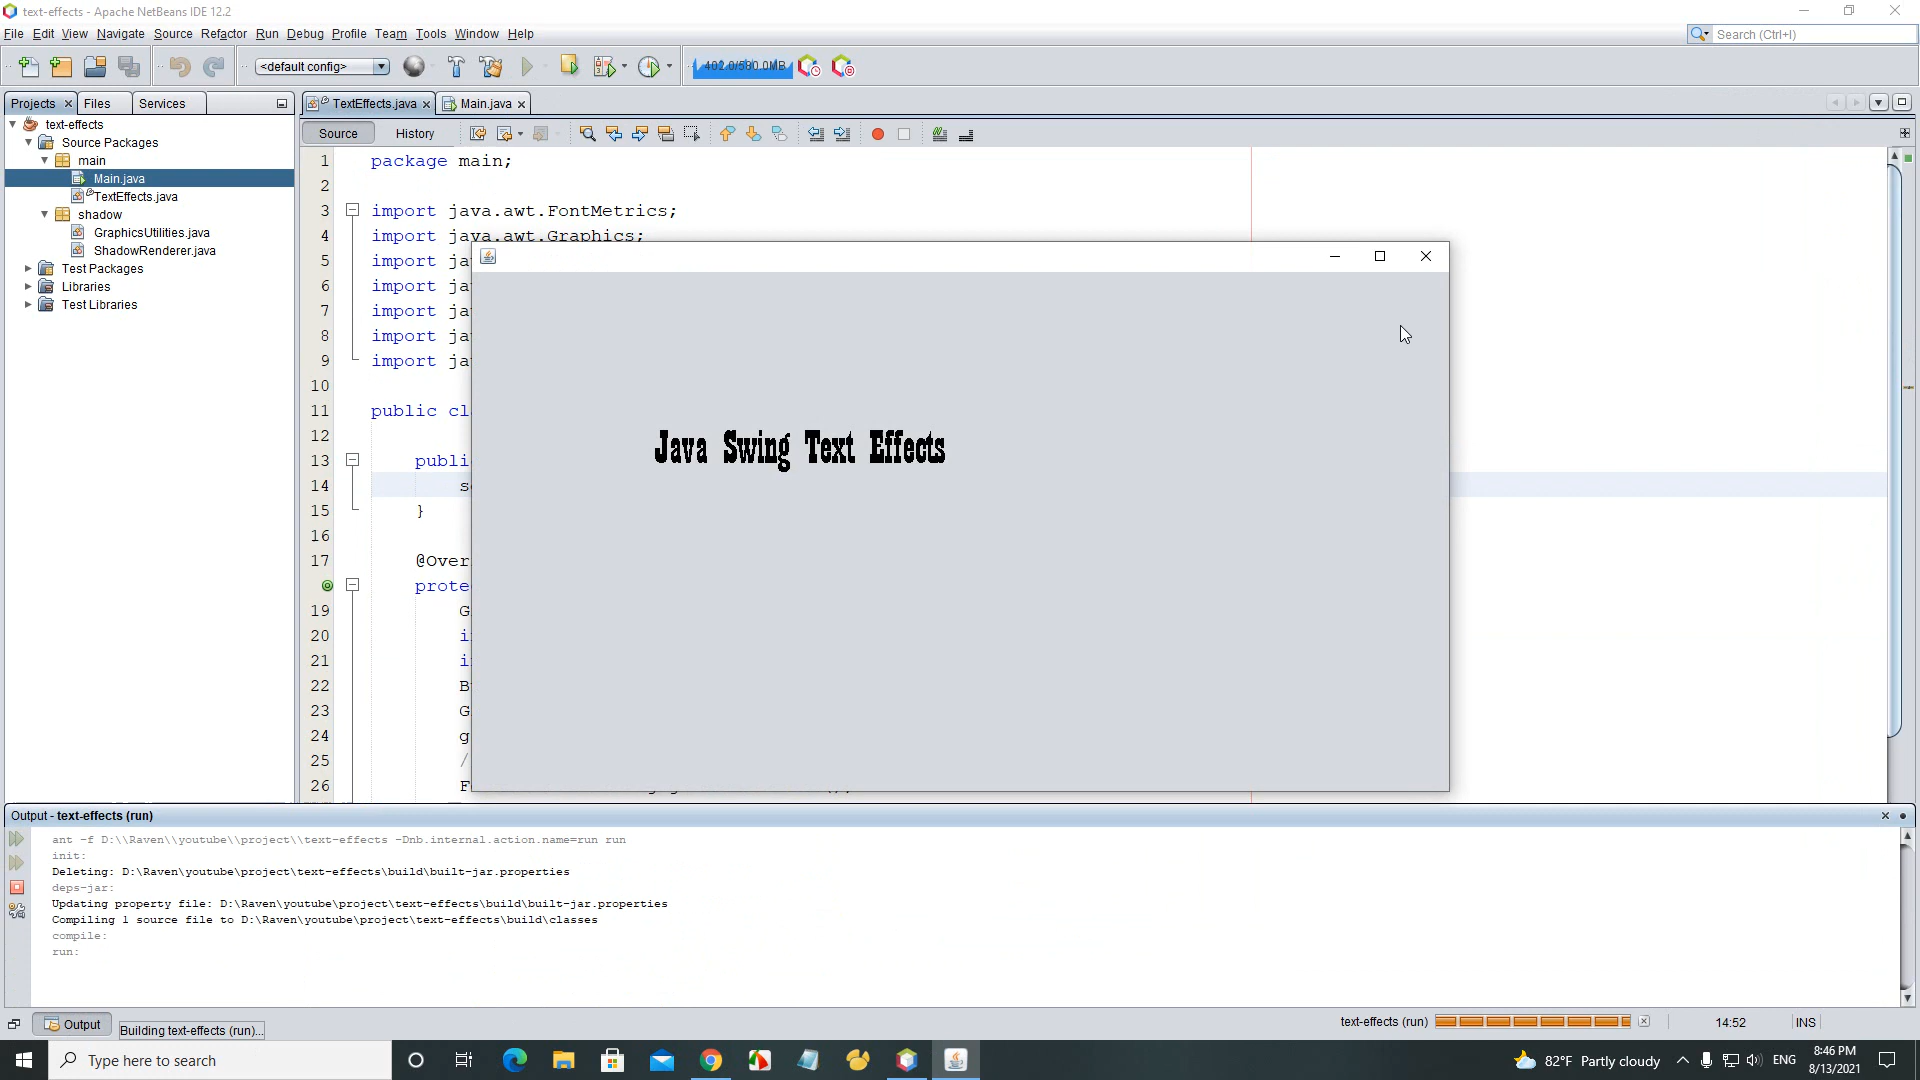 text-effects - Apache NetBeans IDE 12.2
File Edit View Navigate Source Refactor Run Debug Profile Team Tools Window Help
Search (Ctrl+I)
<default config>
402.0/580.0MB
Projects Files Services
TextEffects.java Main.java
Source History
text-effects
Source Packages
main
Main.java
TextEffects.java
shadow
GraphicsUtilities.java
ShadowRenderer.java
Test Packages
Libraries
Test Libraries
1 package main;
2
3 import java.awt.FontMetrics;
4 import java.awt.Graphics;
5 import ja
6 import ja
7 import ja
8 import ja
9 import ja
10
11 public cl
12
13 publi
14 s
15 }
16
17 @Over
prote
19 G
20 i
21 i
22 B
23 G
24 g
25 /
26 F
Java Swing Text Effects
Output - text-effects (run)
ant -f D:\\Raven\\youtube\\project\\text-effects -Dnb.internal.action.name=run run
init:
Deleting: D:\Raven\youtube\project\text-effects\build\built-jar.properties
deps-jar:
Updating property file: D:\Raven\youtube\project\text-effects\build\built-jar.properties
Compiling 1 source file to D:\Raven\youtube\project\text-effects\build\classes
compile:
run:
Output
Building text-effects (run)...
text-effects (run)
14:52
INS
Type here to search
82°F Partly cloudy
ENG
8:46 PM
8/13/2021